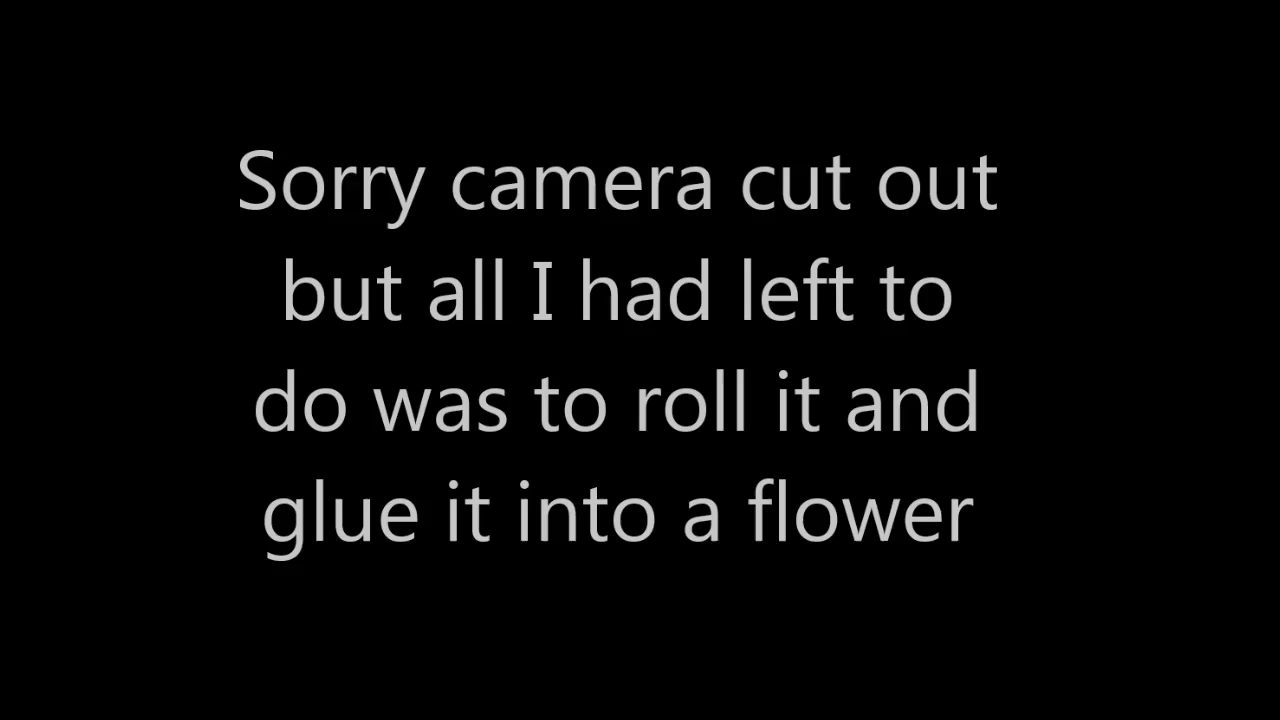 Sorry camera cut out
but all I had left to
do was to roll it and
glue it into a flower